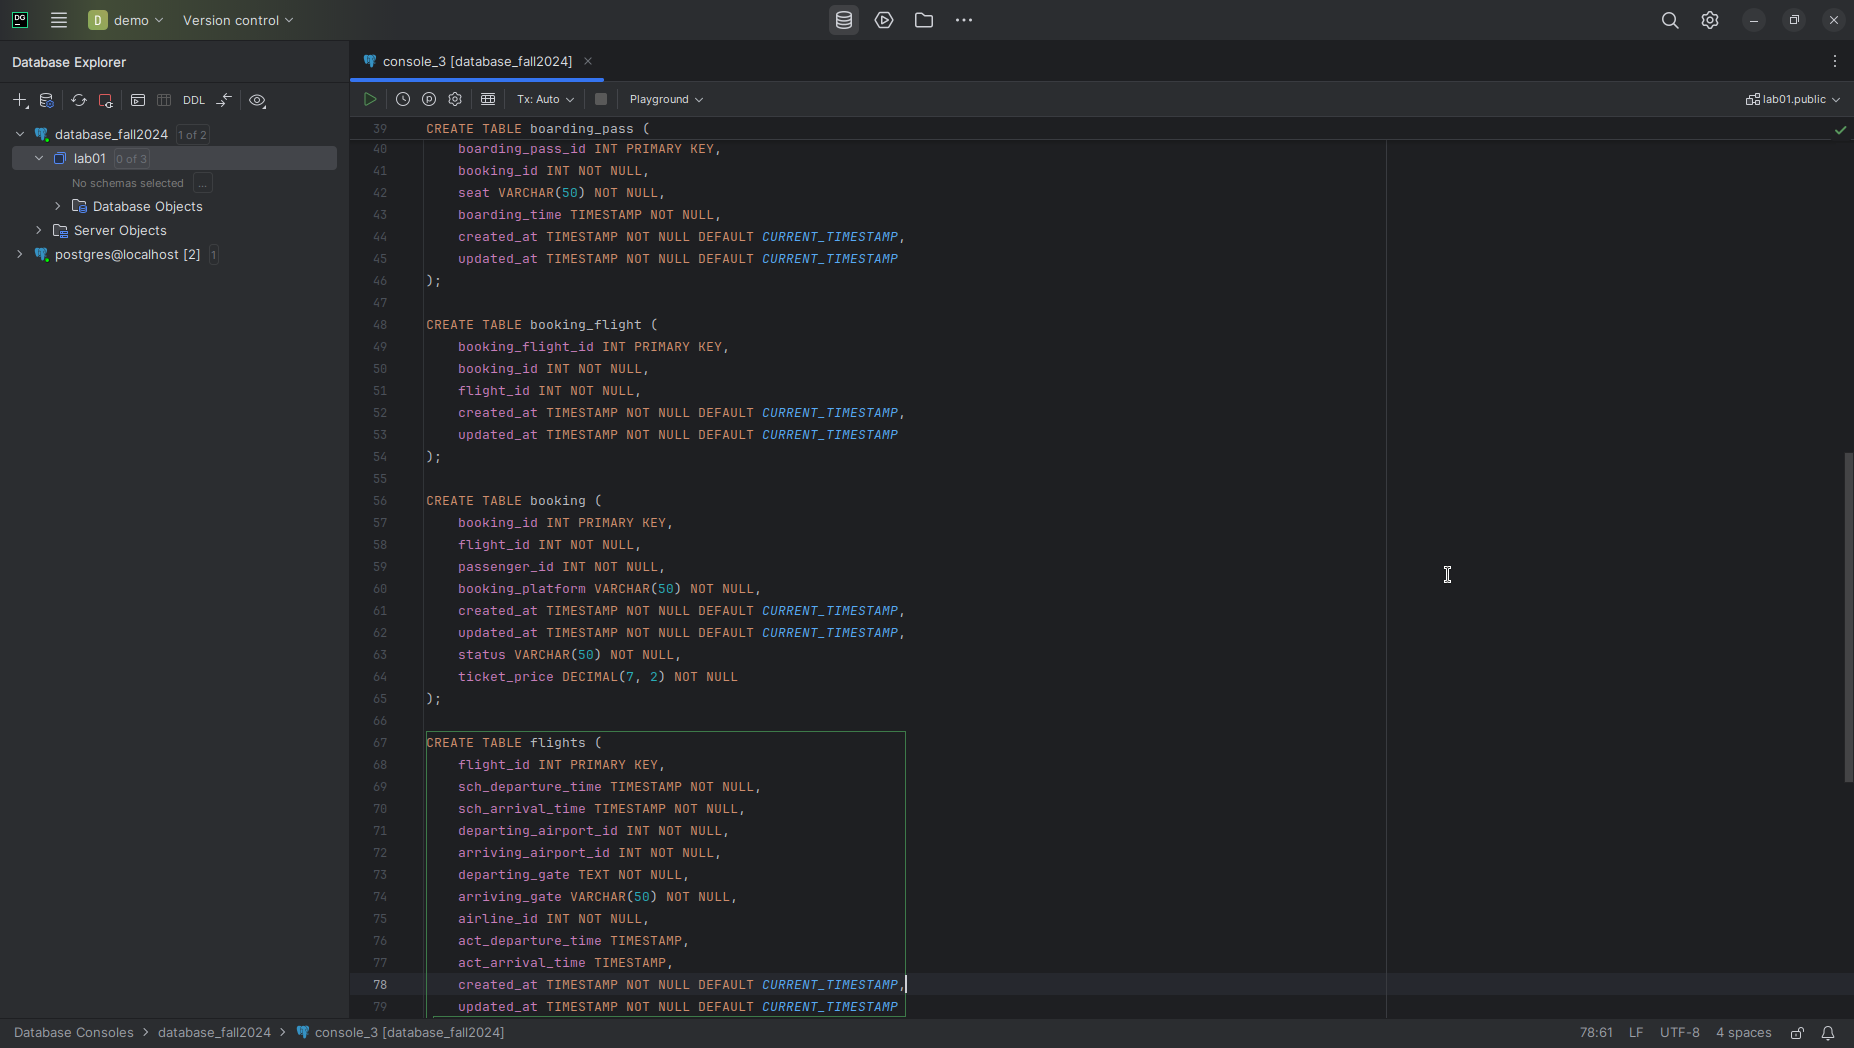 DG
D demo Version control
Database Explorer
console_3 [database_fall2024]
DDL
Tx: Auto Playground lab01.public
database_fall2024 1 of 2
lab01 0 of 3
No schemas selected ...
Database Objects
Server Objects
postgres@localhost [2] 1
39 CREATE TABLE boarding_pass (
40 boarding_pass_id INT PRIMARY KEY,
41 booking_id INT NOT NULL,
42 seat VARCHAR(50) NOT NULL,
43 boarding_time TIMESTAMP NOT NULL,
44 created_at TIMESTAMP NOT NULL DEFAULT CURRENT_TIMESTAMP,
45 updated_at TIMESTAMP NOT NULL DEFAULT CURRENT_TIMESTAMP
46 );
47
48 CREATE TABLE booking_flight (
49 booking_flight_id INT PRIMARY KEY,
50 booking_id INT NOT NULL,
51 flight_id INT NOT NULL,
52 created_at TIMESTAMP NOT NULL DEFAULT CURRENT_TIMESTAMP,
53 updated_at TIMESTAMP NOT NULL DEFAULT CURRENT_TIMESTAMP
54 );
55
56 CREATE TABLE booking (
57 booking_id INT PRIMARY KEY,
58 flight_id INT NOT NULL,
59 passenger_id INT NOT NULL,
60 booking_platform VARCHAR(50) NOT NULL,
61 created_at TIMESTAMP NOT NULL DEFAULT CURRENT_TIMESTAMP,
62 updated_at TIMESTAMP NOT NULL DEFAULT CURRENT_TIMESTAMP,
63 status VARCHAR(50) NOT NULL,
64 ticket_price DECIMAL(7, 2) NOT NULL
65 );
66
67 CREATE TABLE flights (
68 flight_id INT PRIMARY KEY,
69 sch_departure_time TIMESTAMP NOT NULL,
70 sch_arrival_time TIMESTAMP NOT NULL,
71 departing_airport_id INT NOT NULL,
72 arriving_airport_id INT NOT NULL,
73 departing_gate TEXT NOT NULL,
74 arriving_gate VARCHAR(50) NOT NULL,
75 airline_id INT NOT NULL,
76 act_departure_time TIMESTAMP,
77 act_arrival_time TIMESTAMP,
78 created_at TIMESTAMP NOT NULL DEFAULT CURRENT_TIMESTAMP,
79 updated_at TIMESTAMP NOT NULL DEFAULT CURRENT_TIMESTAMP
Database Consoles > database_fall2024 > console_3 [database_fall2024] 78:61 LF UTF-8 4 spaces